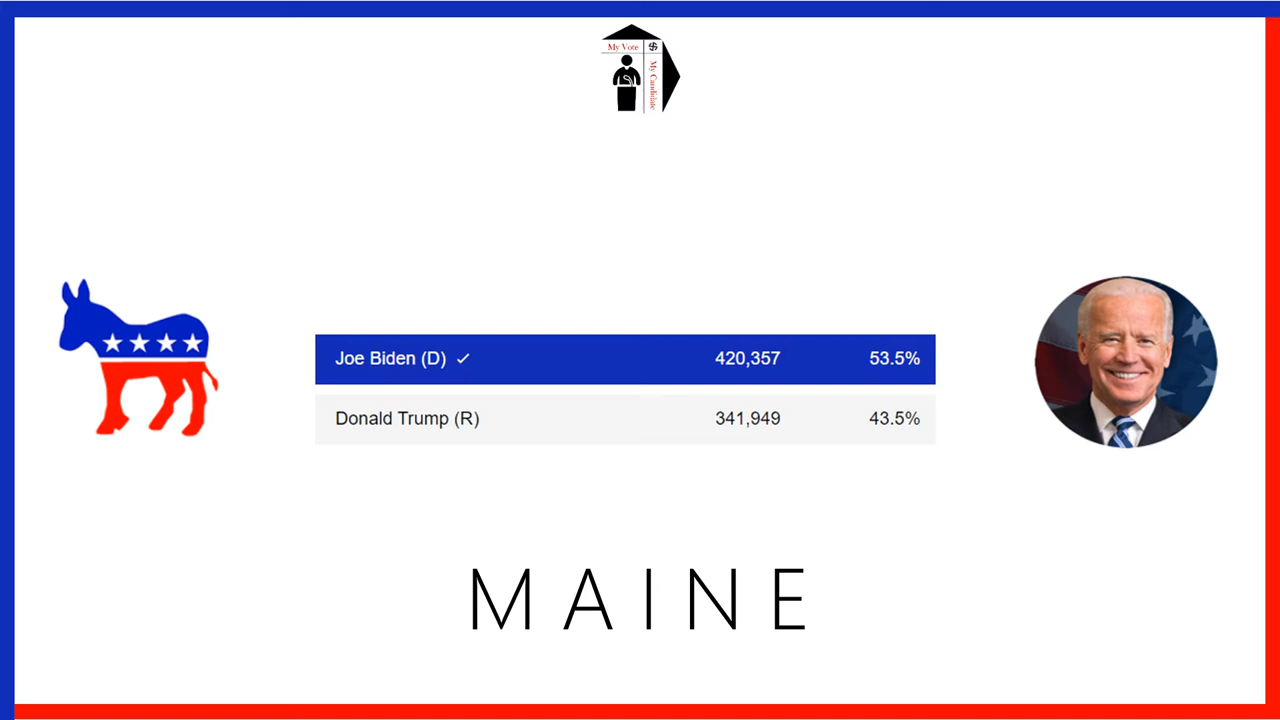 My Vote
My Candidate
Joe Biden (D) ✓ 420,357 53.5%
Donald Trump (R) 341,949 43.5%
MAINE